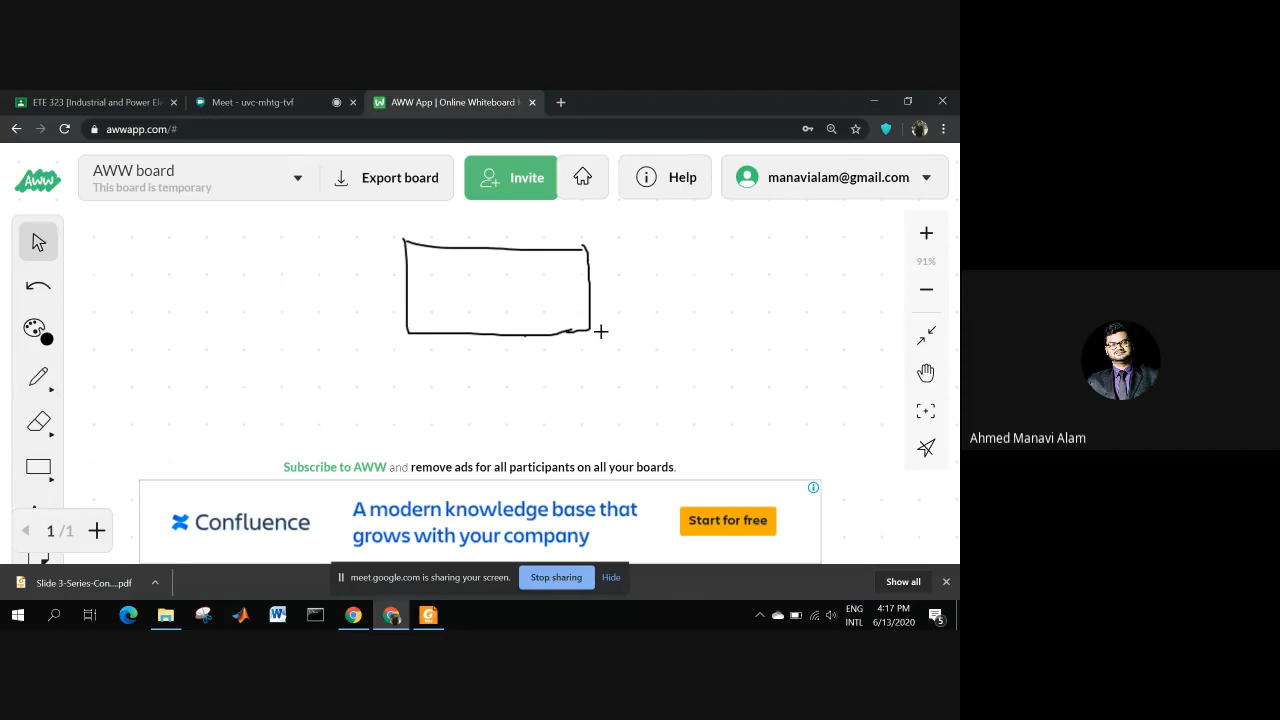 ETE 323 [Industrial and Power Ele
Meet - uvc-mhtg-tvf
AWW App | Online Whiteboard
awwapp.com/#
AWW
AWW board
This board is temporary
Export board
Invite
Help
manavialam@gmail.com
91%
Ahmed Manavi Alam
Subscribe to AWW and remove ads for all participants on all your boards.
Confluence
A modern knowledge base that
grows with your company
Start for free
1 /1
meet.google.com is sharing your screen.
Stop sharing
Hide
Slide 3-Series-Con....pdf
Show all
ENG
INTL
4:17 PM
6/13/2020
5